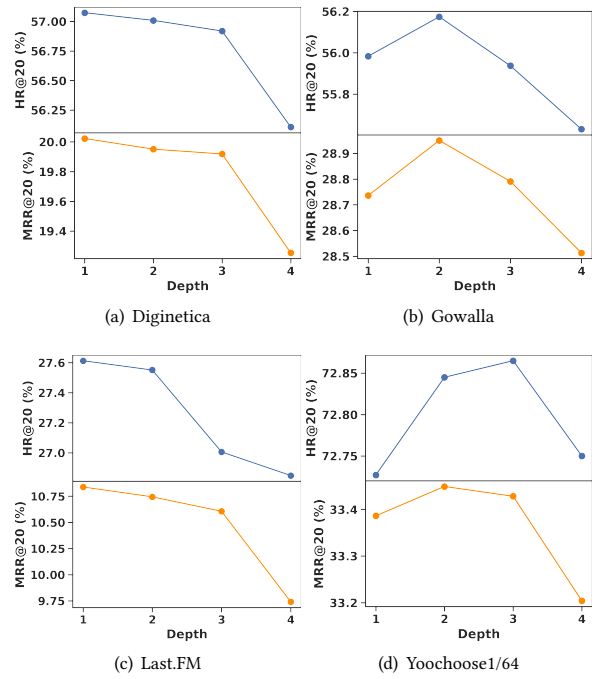 57.00
56.75
56.50
56.25
HR@20 (%)
20.0
19.8
19.6
19.4
MRR@20 (%)
1 2 3 4
Depth
(a) Diginetica
56.2
56.0
55.8
HR@20 (%)
28.9
28.8
28.7
28.6
28.5
MRR@20 (%)
1 2 3 4
Depth
(b) Gowalla
27.6
27.4
27.2
27.0
HR@20 (%)
10.75
10.50
10.25
10.00
9.75
MRR@20 (%)
1 2 3 4
Depth
(c) Last.FM
72.85
72.80
72.75
HR@20 (%)
33.4
33.3
33.2
MRR@20 (%)
1 2 3 4
Depth
(d) Yoochoose1/64